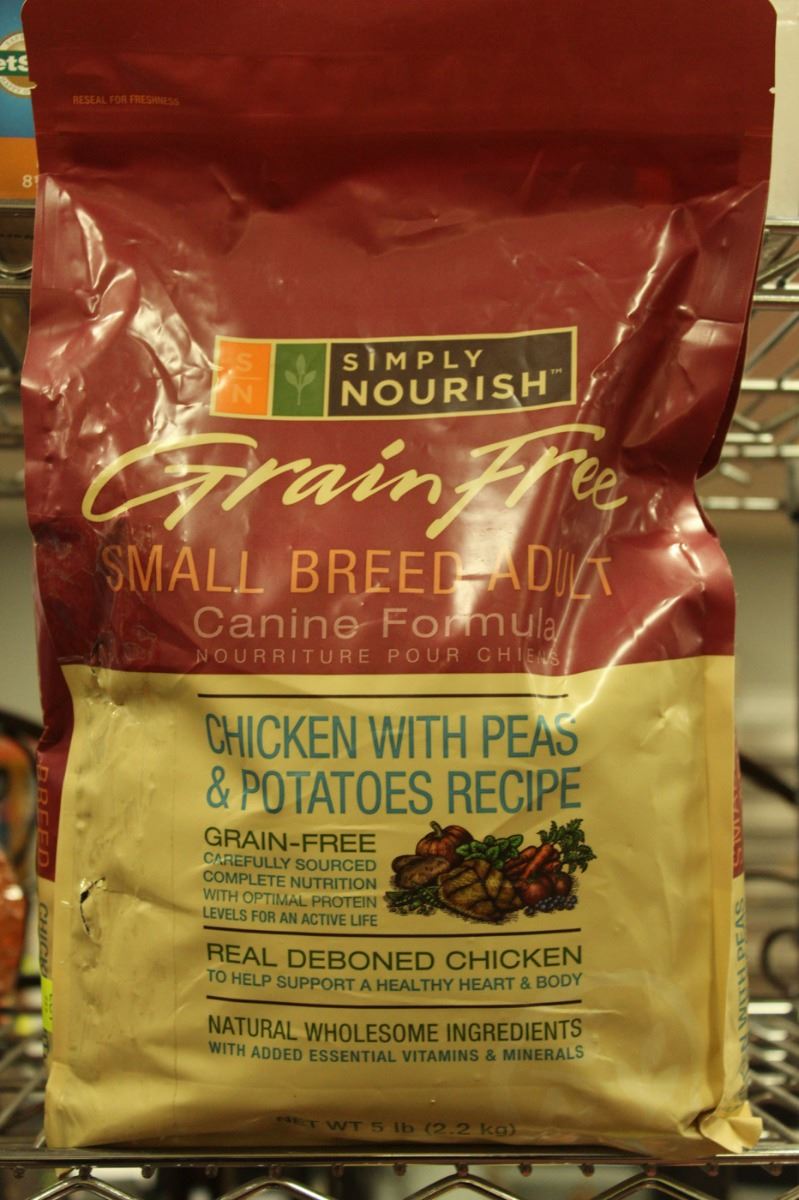 RESEAL FOR FRESHNESS
S
N
SIMPLY
NOURISH™
Grain Free
SMALL BREED ADULT
Canine Formula
NOURRITURE POUR CHIENS
CHICKEN WITH PEAS
& POTATOES RECIPE
GRAIN-FREE
CAREFULLY SOURCED
COMPLETE NUTRITION
WITH OPTIMAL PROTEIN
LEVELS FOR AN ACTIVE LIFE
REAL DEBONED CHICKEN
TO HELP SUPPORT A HEALTHY HEART & BODY
NATURAL WHOLESOME INGREDIENTS
WITH ADDED ESSENTIAL VITAMINS & MINERALS
NET WT 5 lb (2.2 kg)
BREED
WITH PEAS